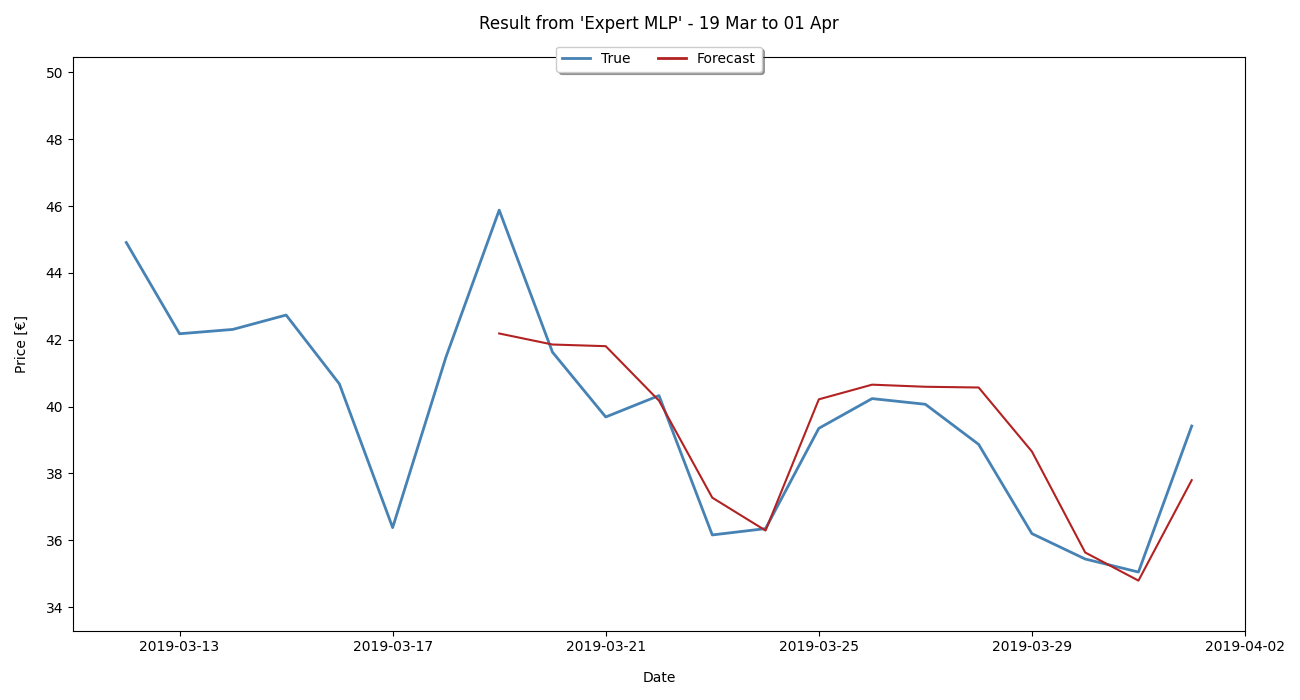 Result from 'Expert MLP' - 19 Mar to 01 Apr
True Forecast
50
48
46
44
42
40
38
36
34
Price [€]
2019-03-13 2019-03-17 2019-03-21 2019-03-25 2019-03-29 2019-04-02
Date